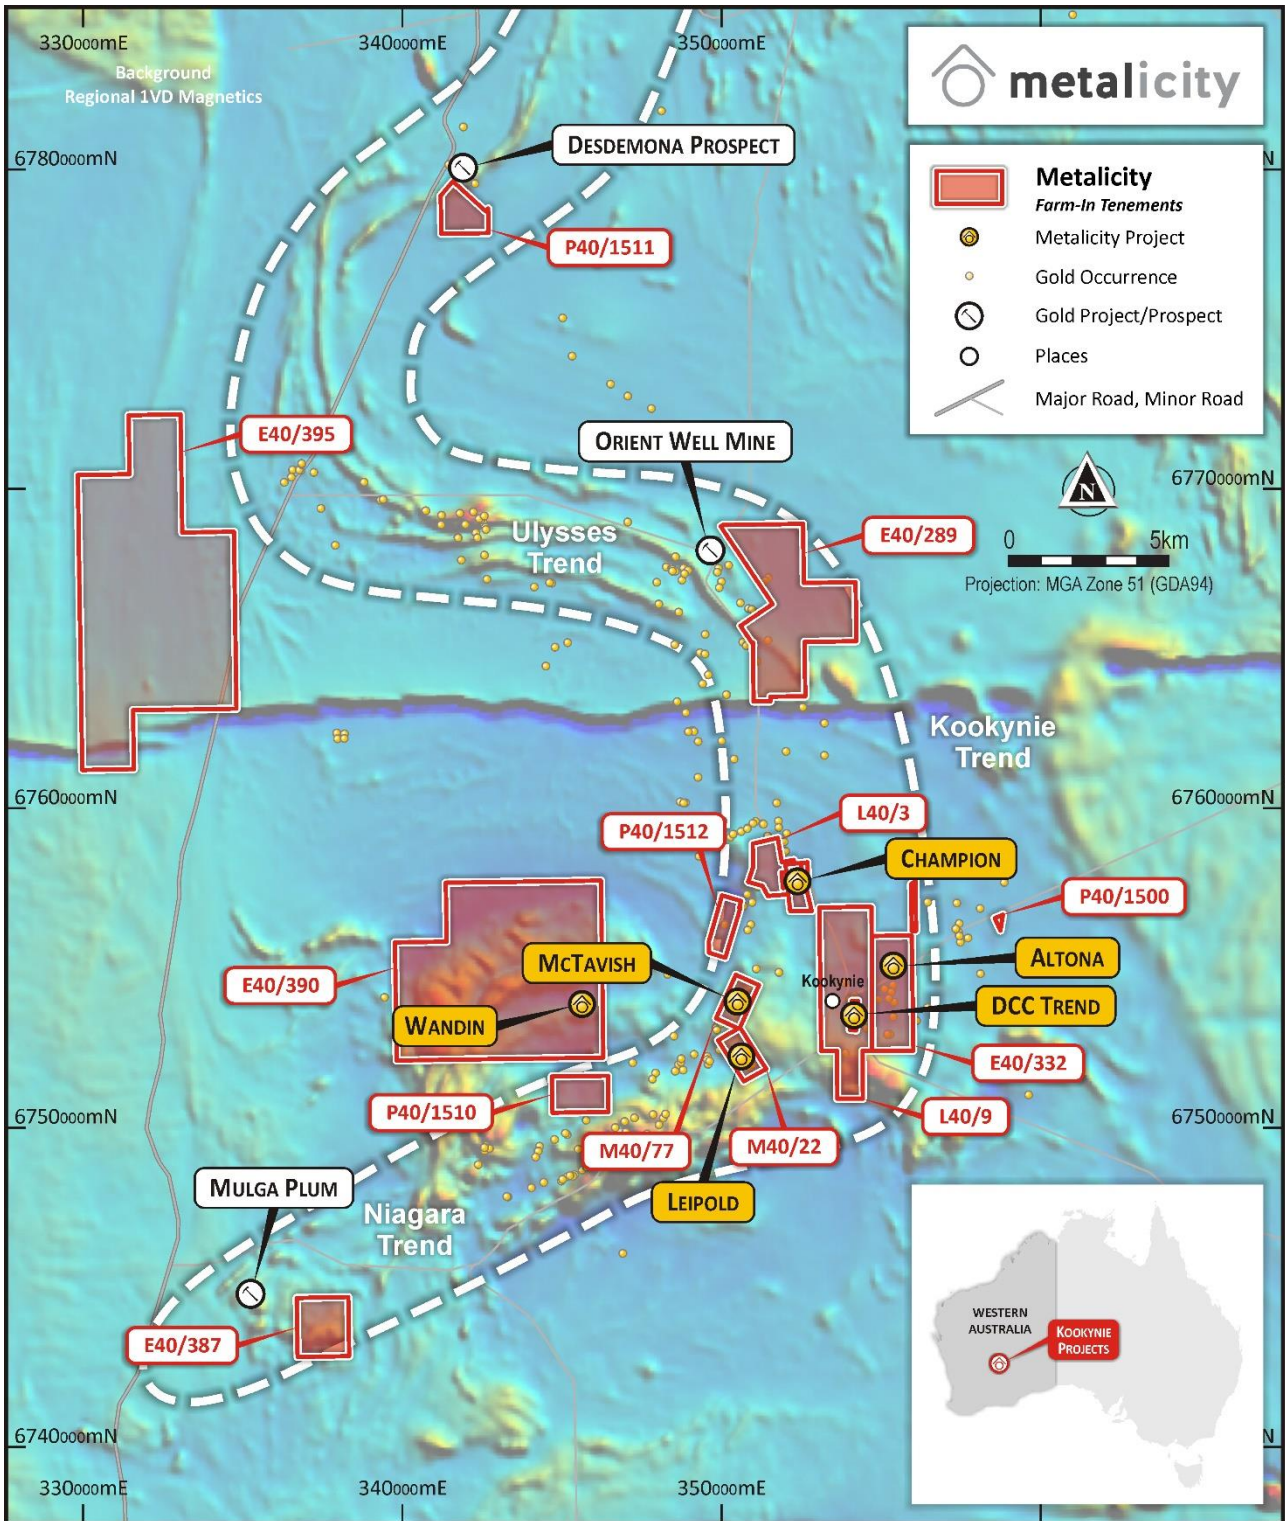 330000mE
340000mE
350000mE
Background
Regional 1VD Magnetics
metalicity
DESDEMONA PROSPECT
6780000mN
P40/1511
Metalicity
Farm-In Tenements
Metalicity Project
Gold Occurrence
Gold Project/Prospect
Places
Major Road, Minor Road
E40/395
ORIENT WELL MINE
6770000mN
N
E40/289
0 5km
Projection: MGA Zone 51 (GDA94)
Ulysses
Trend
Kookynie
Trend
6760000mN
6760000mN
L40/3
P40/1512
CHAMPION
P40/1500
E40/390
MCTAVISH
ALTONA
Kookynie
WANDIN
DCC TREND
E40/332
P40/1510
L40/9
6750000mN
6750000mN
M40/77
M40/22
MULGA PLUM
LEIPOLD
Niagara
Trend
E40/387
WESTERN
AUSTRALIA
KOOKYNIE
PROJECTS
6740000mN
N
330000mE
340000mE
350000mE